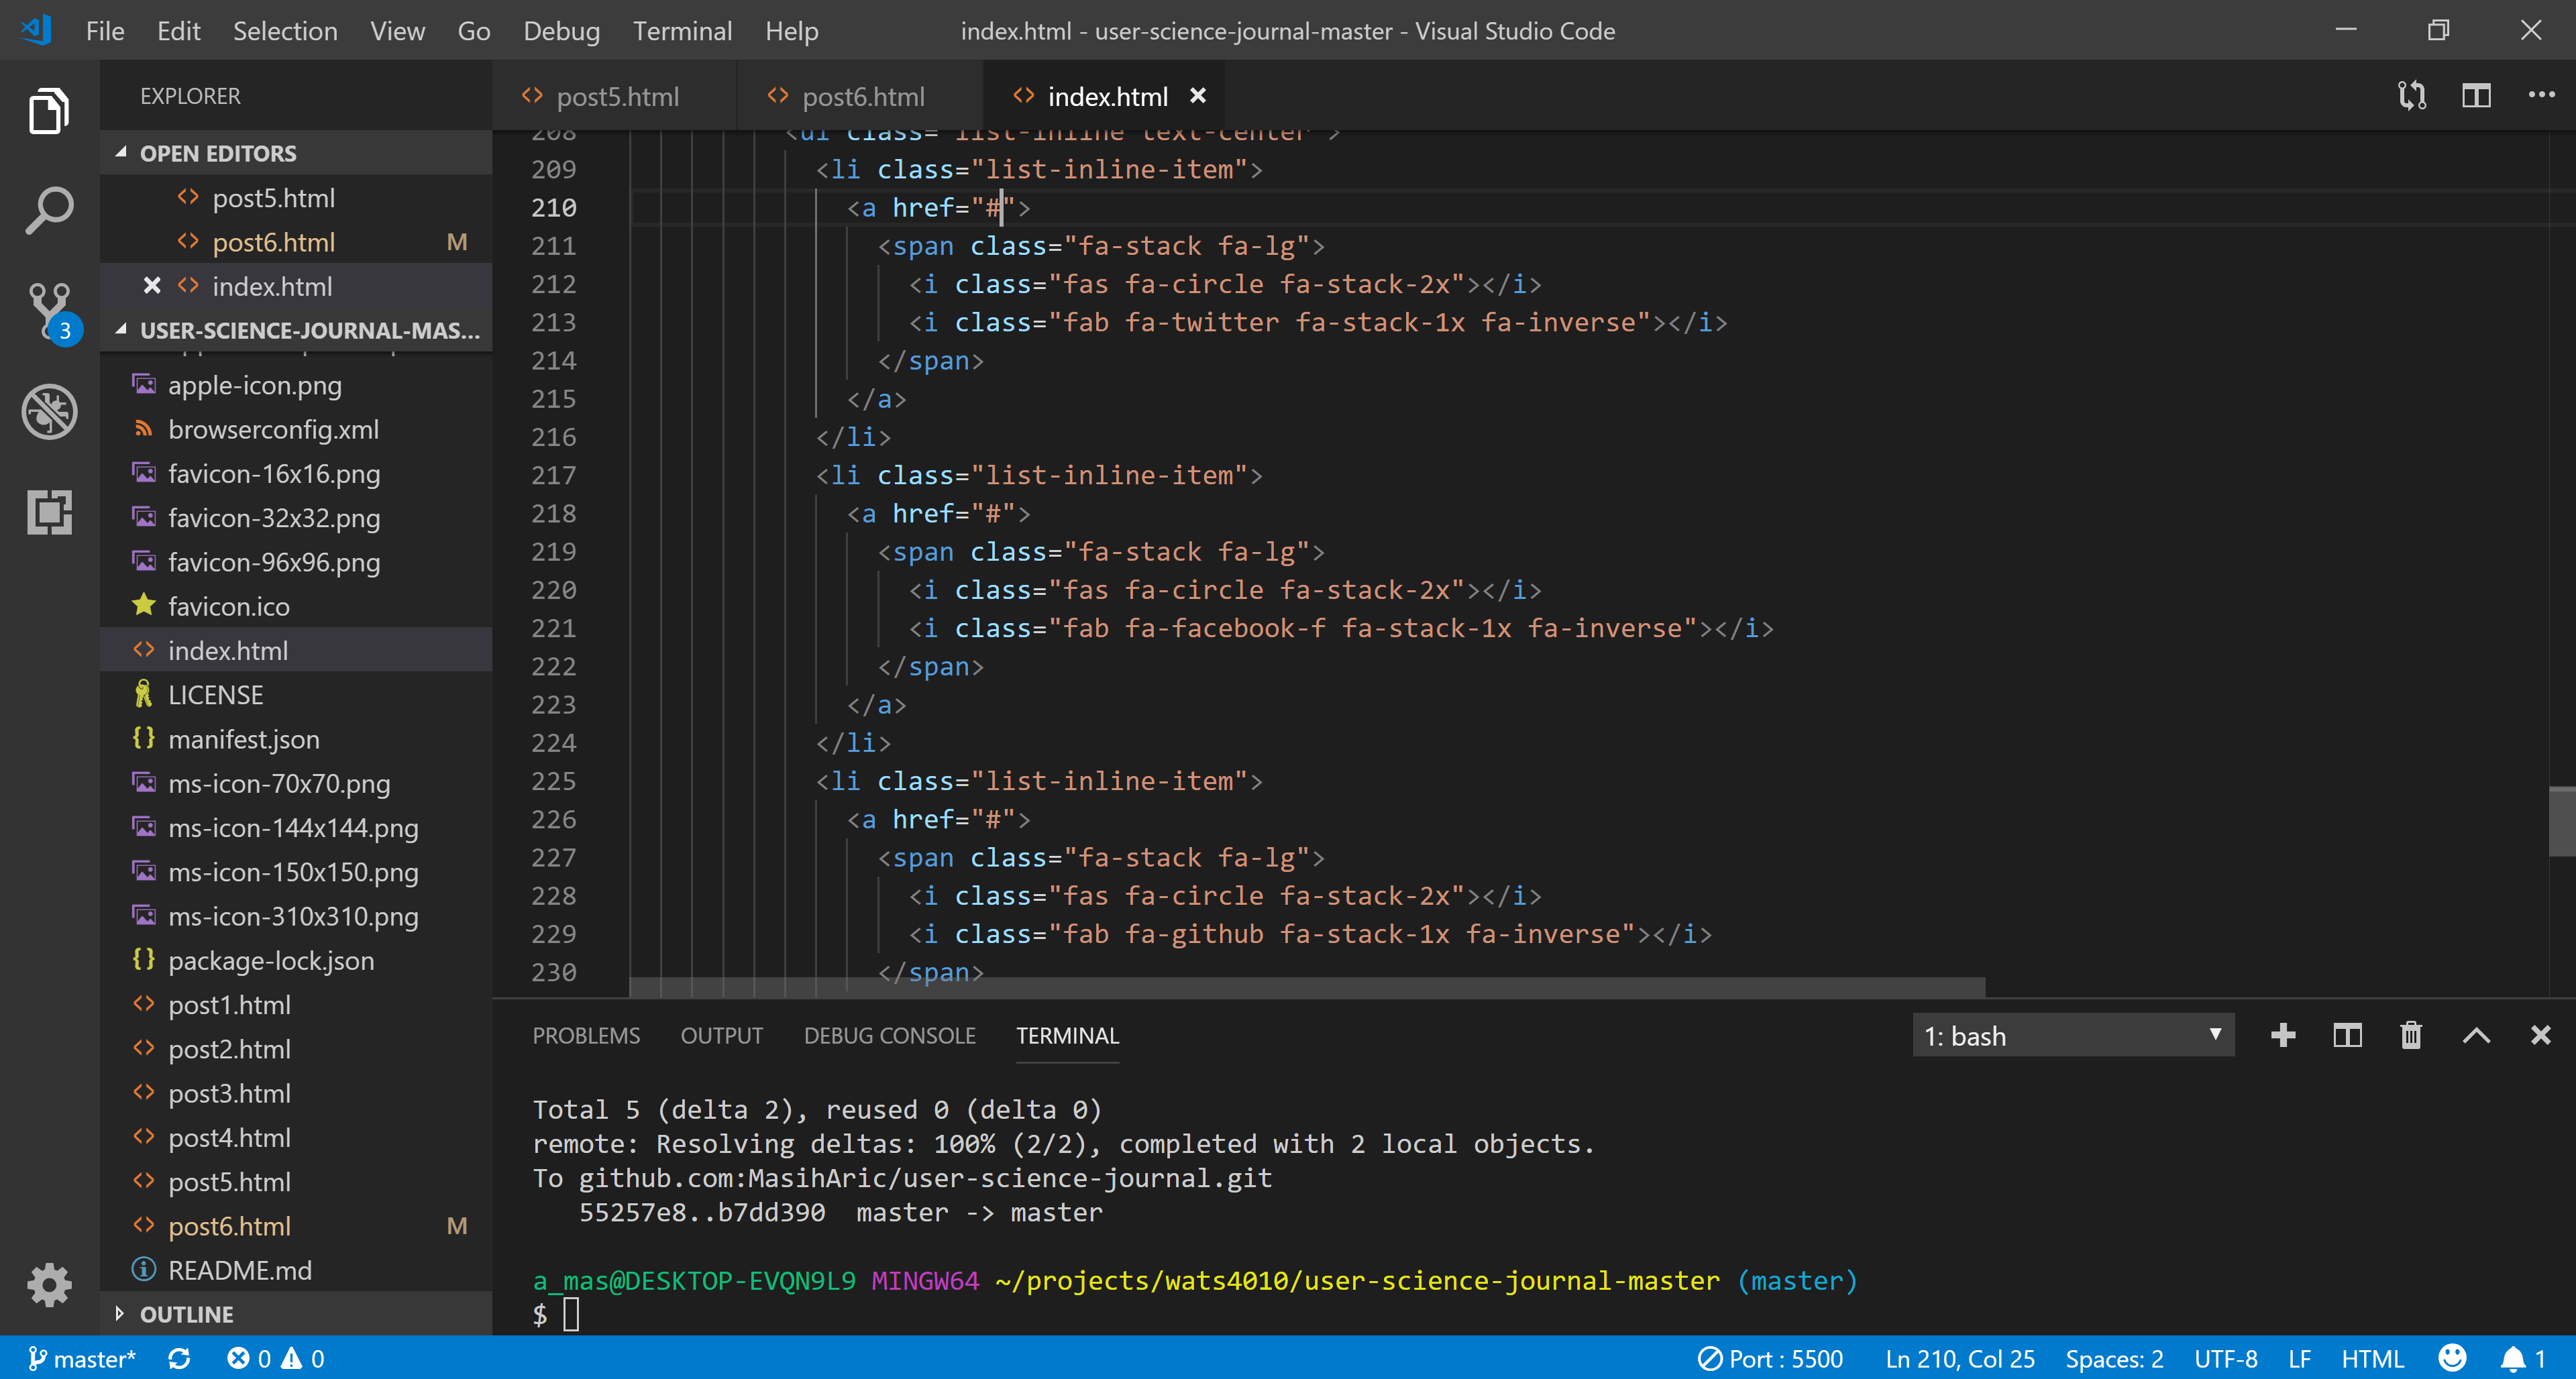 File Edit Selection View Go Debug Terminal Help
index.html - user-science-journal-master - Visual Studio Code
EXPLORER
OPEN EDITORS
post5.html
post6.html M
index.html
USER-SCIENCE-JOURNAL-MAS...
apple-icon.png
browserconfig.xml
favicon-16x16.png
favicon-32x32.png
favicon-96x96.png
favicon.ico
index.html
LICENSE
manifest.json
ms-icon-70x70.png
ms-icon-144x144.png
ms-icon-150x150.png
ms-icon-310x310.png
package-lock.json
post1.html
post2.html
post3.html
post4.html
post5.html
post6.html M
README.md
OUTLINE
3
post5.html post6.html index.html
208 <ul class="list-inline text-center">
209 <li class="list-inline-item">
210 <a href="#">
211 <span class="fa-stack fa-lg">
212 <i class="fas fa-circle fa-stack-2x"></i>
213 <i class="fab fa-twitter fa-stack-1x fa-inverse"></i>
214 </span>
215 </a>
216 </li>
217 <li class="list-inline-item">
218 <a href="#">
219 <span class="fa-stack fa-lg">
220 <i class="fas fa-circle fa-stack-2x"></i>
221 <i class="fab fa-facebook-f fa-stack-1x fa-inverse"></i>
222 </span>
223 </a>
224 </li>
225 <li class="list-inline-item">
226 <a href="#">
227 <span class="fa-stack fa-lg">
228 <i class="fas fa-circle fa-stack-2x"></i>
229 <i class="fab fa-github fa-stack-1x fa-inverse"></i>
230 </span>
PROBLEMS OUTPUT DEBUG CONSOLE TERMINAL
1: bash
Total 5 (delta 2), reused 0 (delta 0)
remote: Resolving deltas: 100% (2/2), completed with 2 local objects.
To github.com:MasihAric/user-science-journal.git
55257e8..b7dd390 master -> master
a_mas@DESKTOP-EVQN9L9 MINGW64 ~/projects/wats4010/user-science-journal-master (master)
$
master* 0 0
Port : 5500 Ln 210, Col 25 Spaces: 2 UTF-8 LF HTML 1